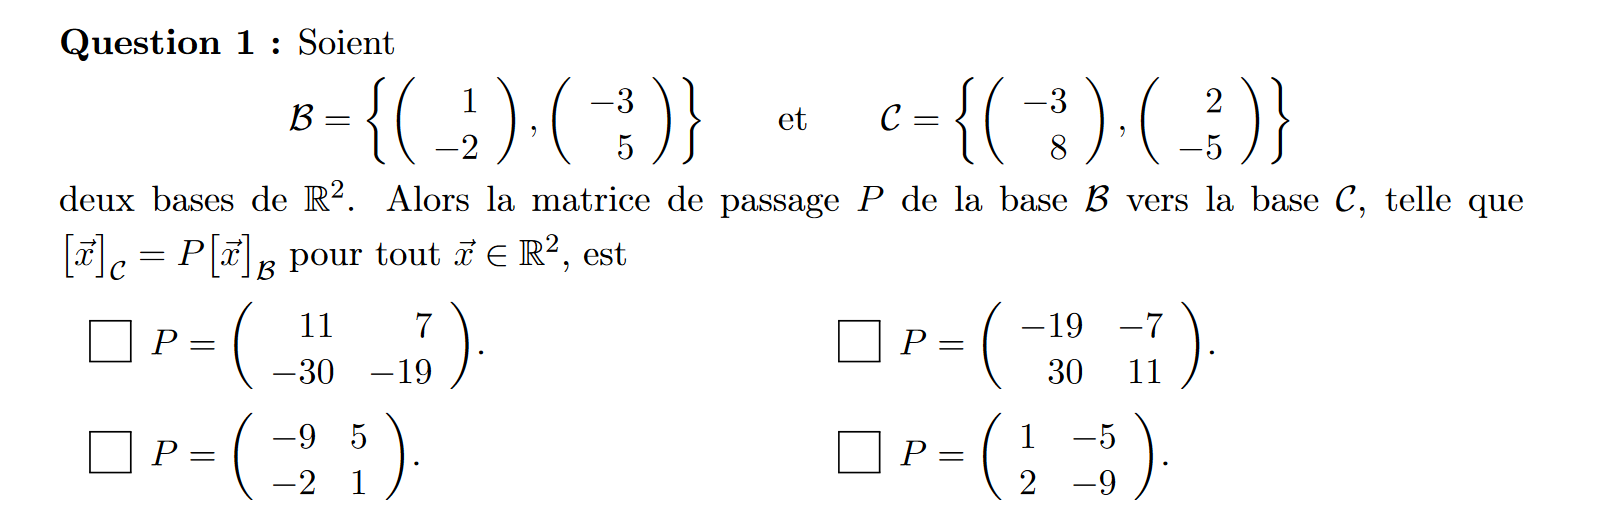 Question 1 : Soient
$\mathcal{B} = \left\{ \begin{pmatrix} 1 \\ -2 \end{pmatrix}, \begin{pmatrix} -3 \\ 5 \end{pmatrix} \right\}$ et $\mathcal{C} = \left\{ \begin{pmatrix} -3 \\ 8 \end{pmatrix}, \begin{pmatrix} 2 \\ -5 \end{pmatrix} \right\}$
deux bases de $\mathbb{R}^2$. Alors la matrice de passage $P$ de la base $\mathcal{B}$ vers la base $\mathcal{C}$, telle que
$[\vec{x}]_{\mathcal{C}} = P[\vec{x}]_{\mathcal{B}}$ pour tout $\vec{x} \in \mathbb{R}^2$, est
☐ $P = \begin{pmatrix} 11 & 7 \\ -30 & -19 \end{pmatrix}$. ☐ $P = \begin{pmatrix} -19 & -7 \\ 30 & 11 \end{pmatrix}$.
☐ $P = \begin{pmatrix} -9 & 5 \\ -2 & 1 \end{pmatrix}$. ☐ $P = \begin{pmatrix} 1 & -5 \\ 2 & -9 \end{pmatrix}$.